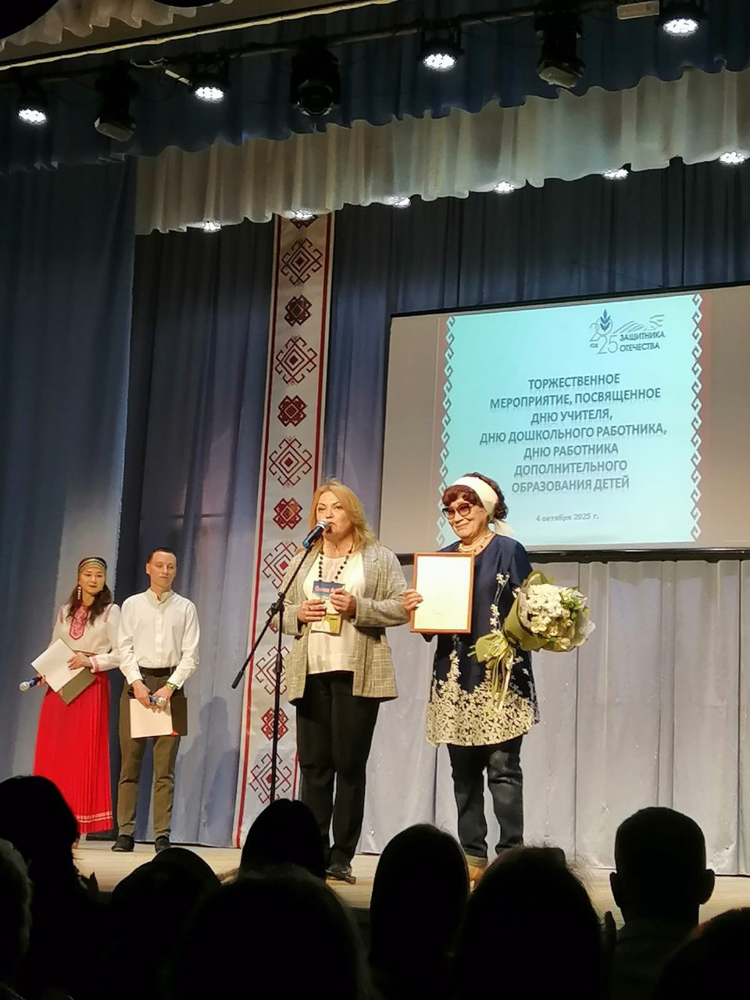 2025
ГОД
ЗАЩИТНИКА
ОТЕЧЕСТВА
ТОРЖЕСТВЕННОЕ
МЕРОПРИЯТИЕ, ПОСВЯЩЕННОЕ
ДНЮ УЧИТЕЛЯ,
ДНЮ ДОШКОЛЬНОГО РАБОТНИКА,
ДНЮ РАБОТНИКА
ДОПОЛНИТЕЛЬНОГО
ОБРАЗОВАНИЯ ДЕТЕЙ
4 октября 2025 г.